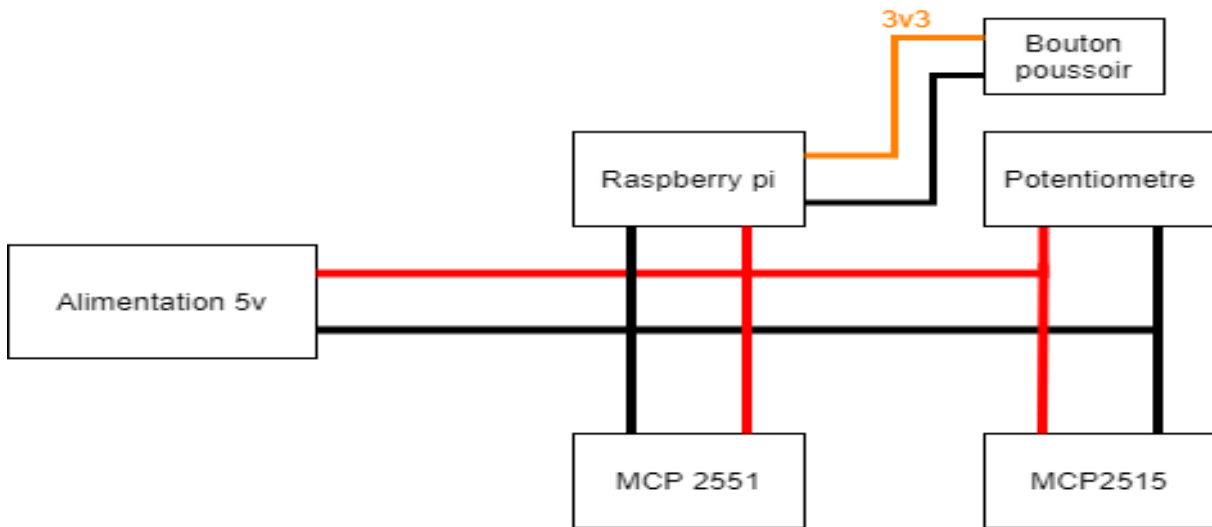 3v3
Bouton
poussoir
Raspberry pi
Potentiometre
Alimentation 5v
MCP 2551
MCP2515